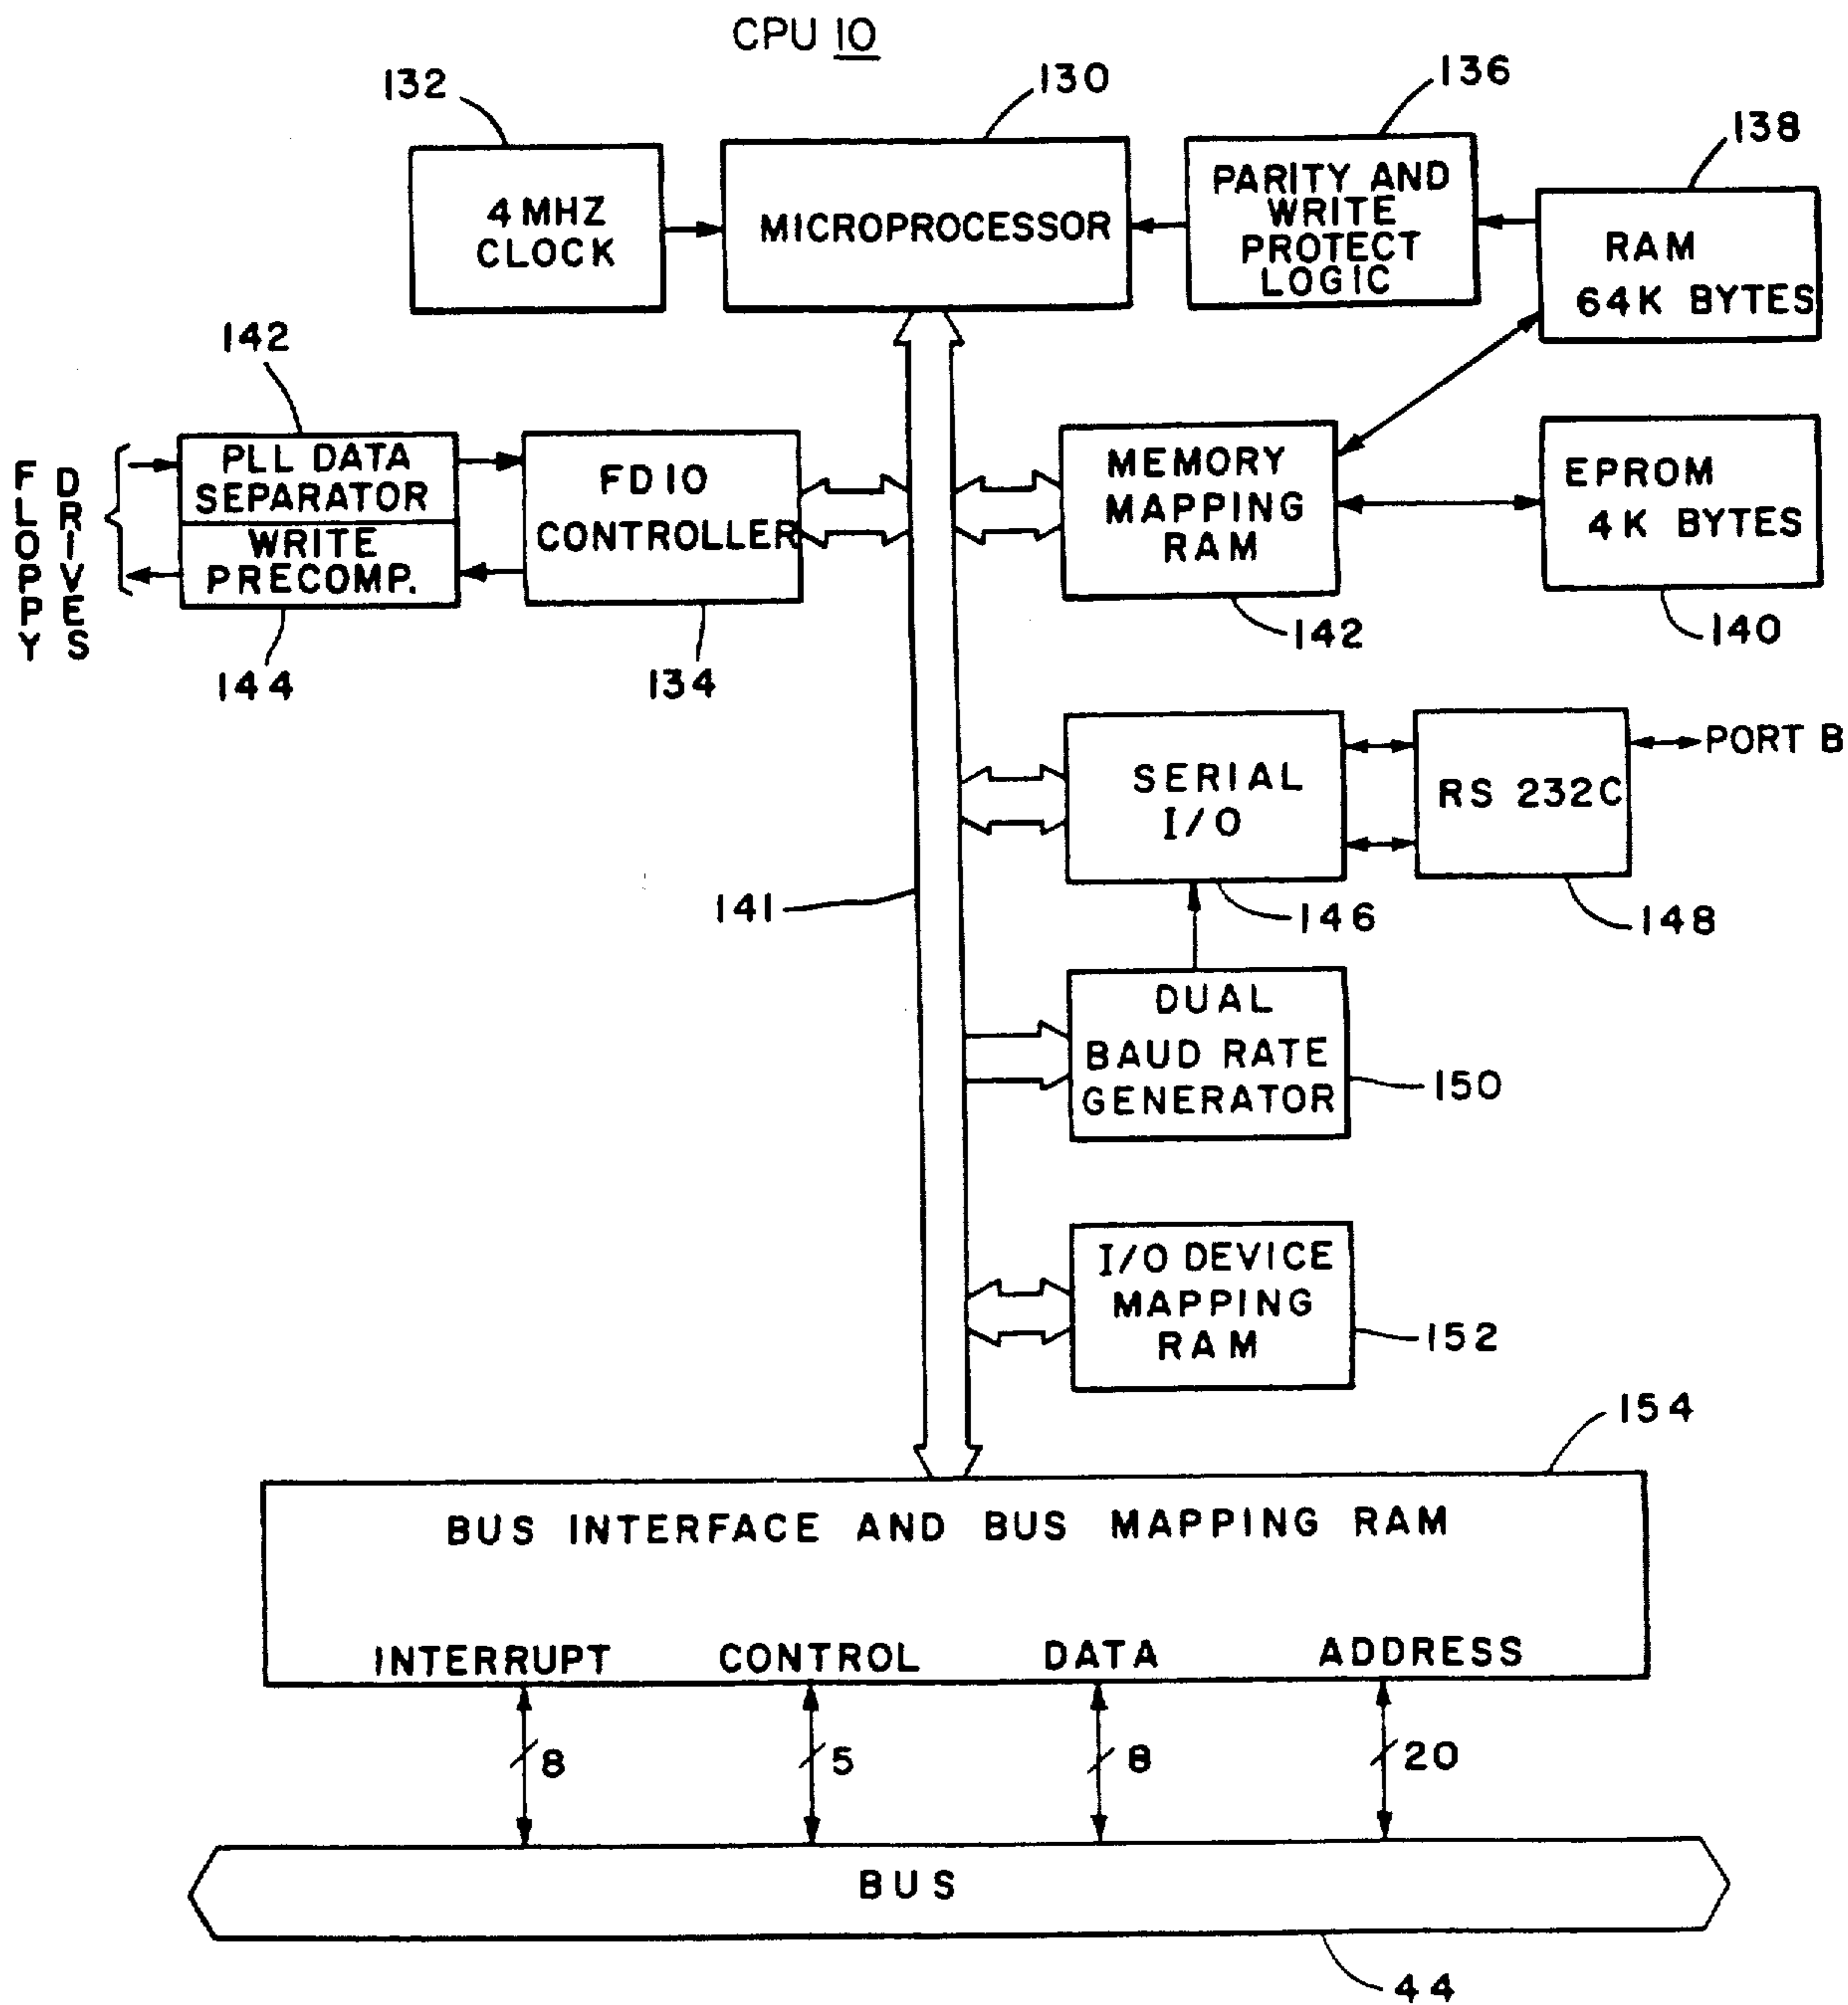 CPU 10
132
130
136
138
4 MHZ
CLOCK
MICROPROCESSOR
PARITY AND
WRITE
PROTECT
LOGIC
RAM
64K BYTES
142
FLOPPY
DRIVES
PLL DATA
SEPARATOR
WRITE
PRECOMP.
144
FDIO
CONTROLLER
134
MEMORY
MAPPING
RAM
142
EPROM
4K BYTES
140
SERIAL
I/O
146
RS 232C
PORT B
148
141
DUAL
BAUD RATE
GENERATOR
150
I/O DEVICE
MAPPING
RAM
152
154
BUS INTERFACE AND BUS MAPPING RAM
INTERRUPT CONTROL DATA ADDRESS
8 5 8 20
BUS
44